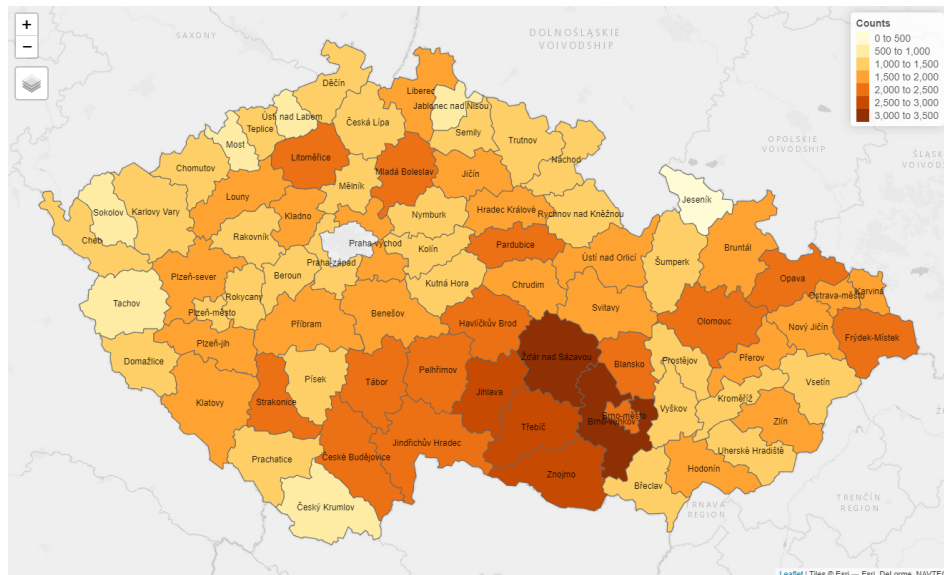 +
−
SAXONY
DOLNOŚLĄSKIE
VOIVODSHIP
OPOLSKIE
VOIVODSHIP
Counts
0 to 500
500 to 1,000
1,000 to 1,500
1,500 to 2,000
2,000 to 2,500
2,500 to 3,000
3,000 to 3,500
Děčín
Liberec
Jablonec nad Nisou
Ústí nad Labem
Teplice
Česká Lípa
Semily
Trutnov
Most
Litoměřice
Náchod
Chomutov
Mladá Boleslav
Jičín
Mělník
Louny
Jeseník
Sokolov
Karlovy Vary
Kladno
Nymburk
Hradec Králové
Rychnov nad Kněžnou
Cheb
Rakovník
Praha-východ
Kolín
Pardubice
Bruntál
Praha-západ
Ústí nad Orlicí
Šumperk
Plzeň-sever
Beroun
Opava
Tachov
Rokycany
Kutná Hora
Chrudim
Karviná
Ostrava-město
Plzeň-město
Benešov
Svitavy
Příbram
Havlíčkův Brod
Olomouc
Nový Jičín
Plzeň-jih
Frýdek-Místek
Domažlice
Žďár nad Sázavou
Prostějov
Přerov
Blansko
Pelhřimov
Písek
Tábor
Vsetín
Jihlava
Kroměříž
Klatovy
Strakonice
Vyškov
Brno-město
Brno-venkov
Zlín
Třebíč
Jindřichův Hradec
Uherské Hradiště
Prachatice
České Budějovice
Hodonín
Znojmo
Břeclav
TRENČÍN
REGION
Český Krumlov
TRNAVA
REGION
Leaflet | Tiles © Esri — Esri, DeLorme, NAVTEQ